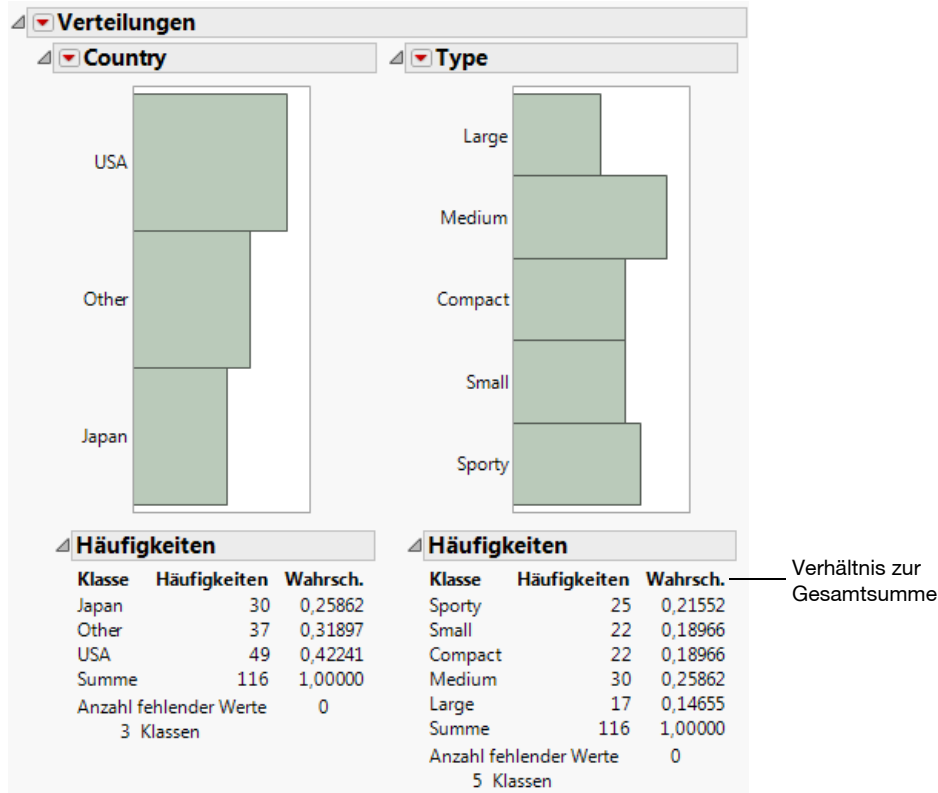 Verteilungen
Country
USA
Other
Japan
Häufigkeiten
Klasse Häufigkeiten Wahrsch.
Japan 30 0,25862
Other 37 0,31897
USA 49 0,42241
Summe 116 1,00000
Anzahl fehlender Werte 0
3 Klassen
Type
Large
Medium
Compact
Small
Sporty
Häufigkeiten
Klasse Häufigkeiten Wahrsch.
Sporty 25 0,21552
Small 22 0,18966
Compact 22 0,18966
Medium 30 0,25862
Large 17 0,14655
Summe 116 1,00000
Anzahl fehlender Werte 0
5 Klassen
Verhältnis zur
Gesamtsumme